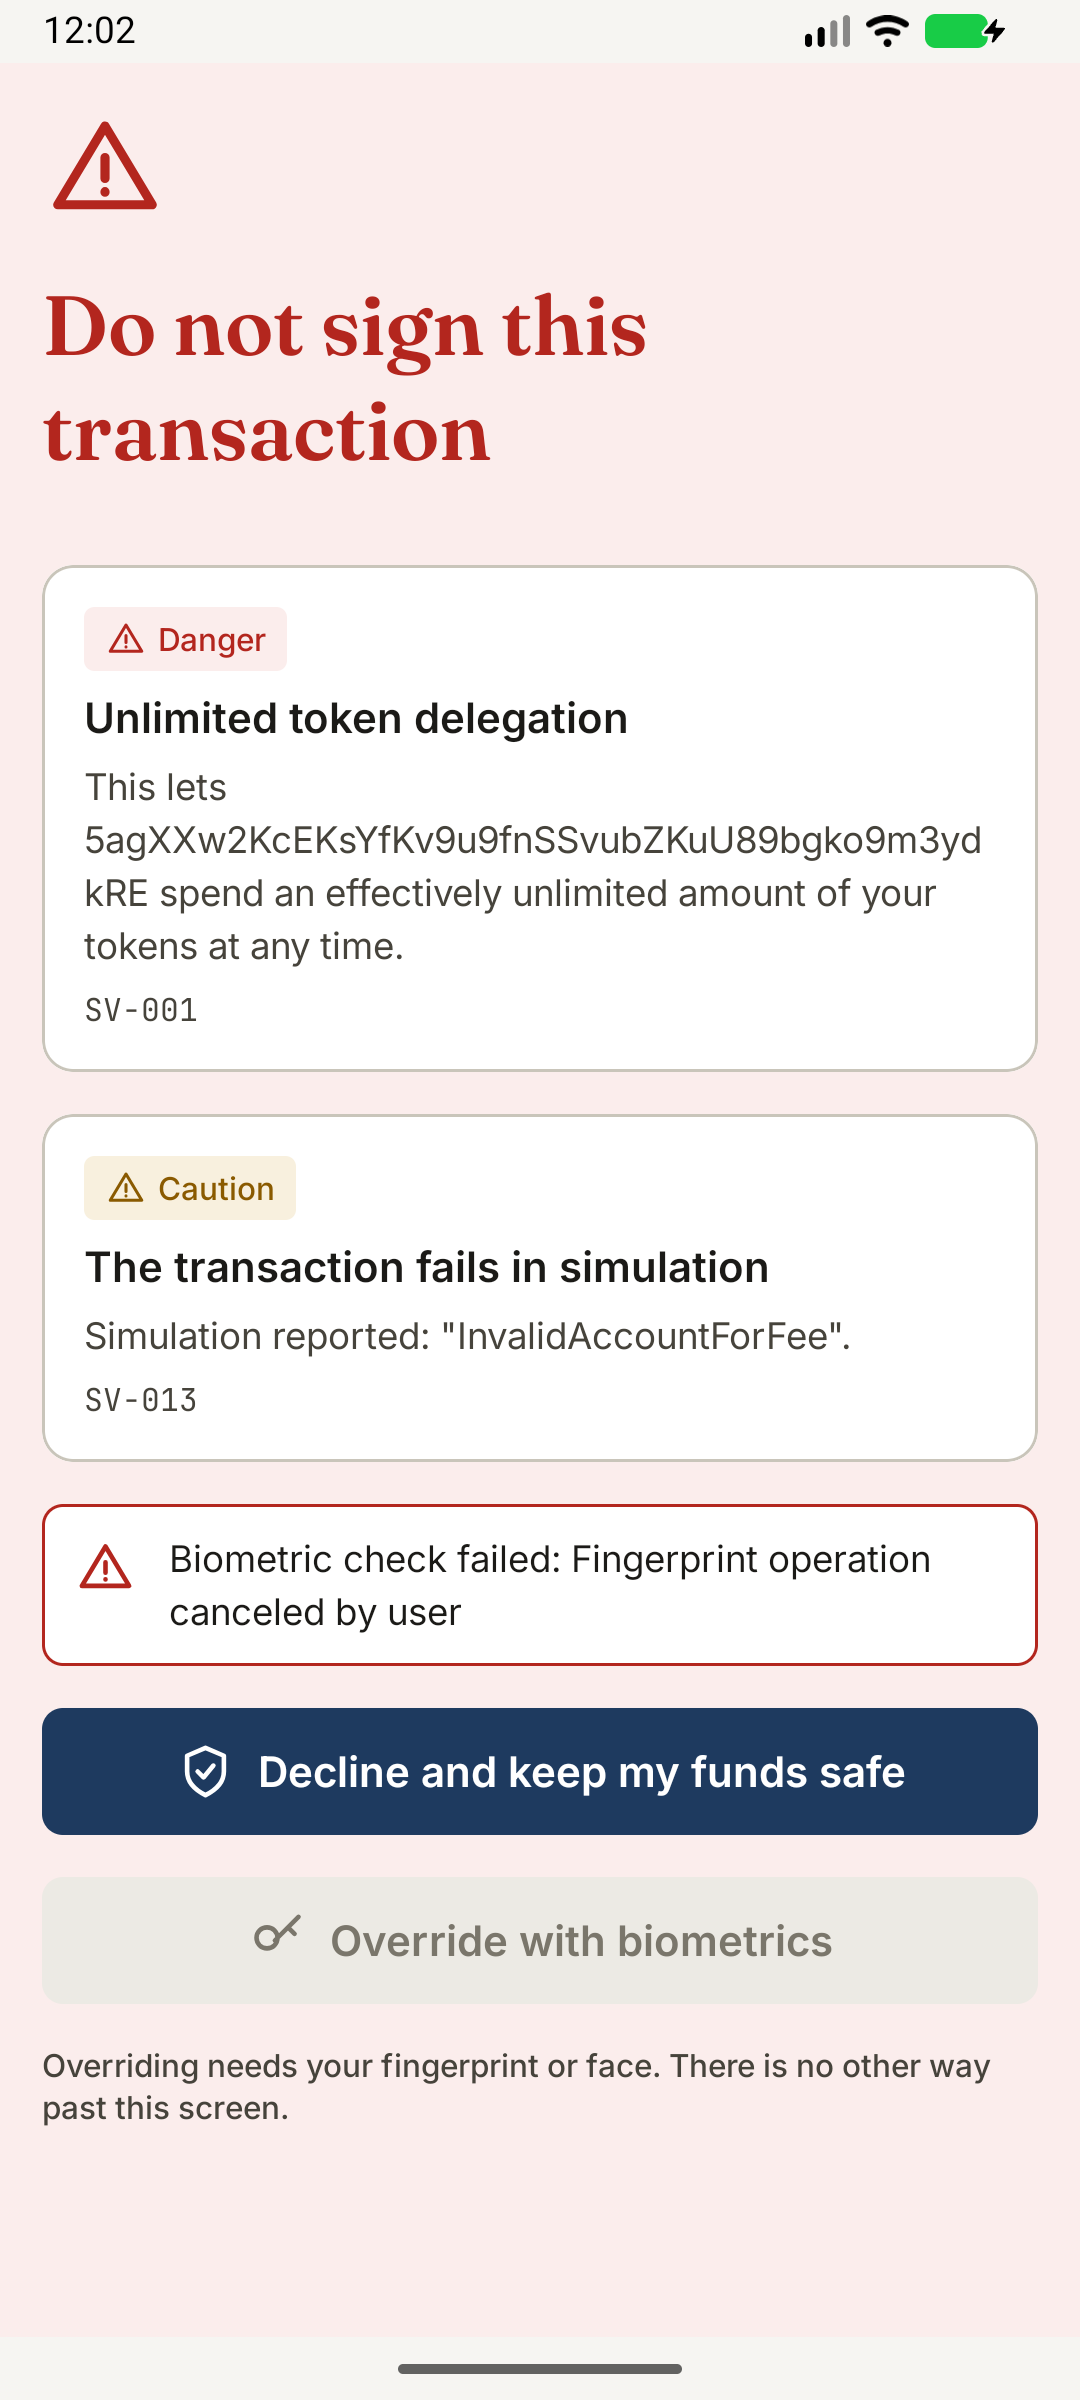 12:02
Do not sign this
transaction
Danger
Unlimited token delegation
This lets
5agXXw2KcEKsYfKv9u9fnSSvubZKuU89bgko9m3yd
kRE spend an effectively unlimited amount of your
tokens at any time.
SV-001
Caution
The transaction fails in simulation
Simulation reported: "InvalidAccountForFee".
SV-013
Biometric check failed: Fingerprint operation
canceled by user
Decline and keep my funds safe
Override with biometrics
Overriding needs your fingerprint or face. There is no other way
past this screen.